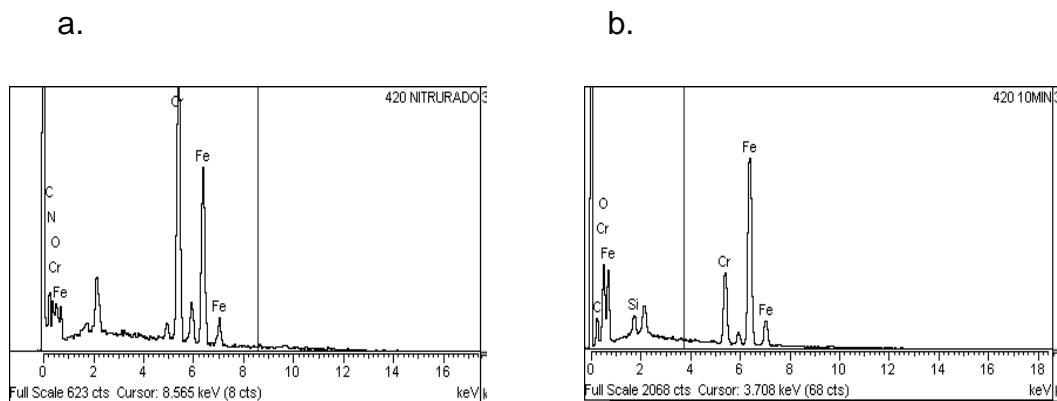 a.
b.
420 NITRURADO 3
Cr
Fe
C
N
O
Cr
Fe
Fe
0 2 4 6 8 10 12 14 16
Full Scale 623 cts Cursor: 8.565 keV (8 cts) keV
420 10MIN 3
Fe
O
Cr
Fe
Cr
C
Si
Fe
0 2 4 6 8 10 12 14 16 18
Full Scale 2068 cts Cursor: 3.708 keV (68 cts) keV